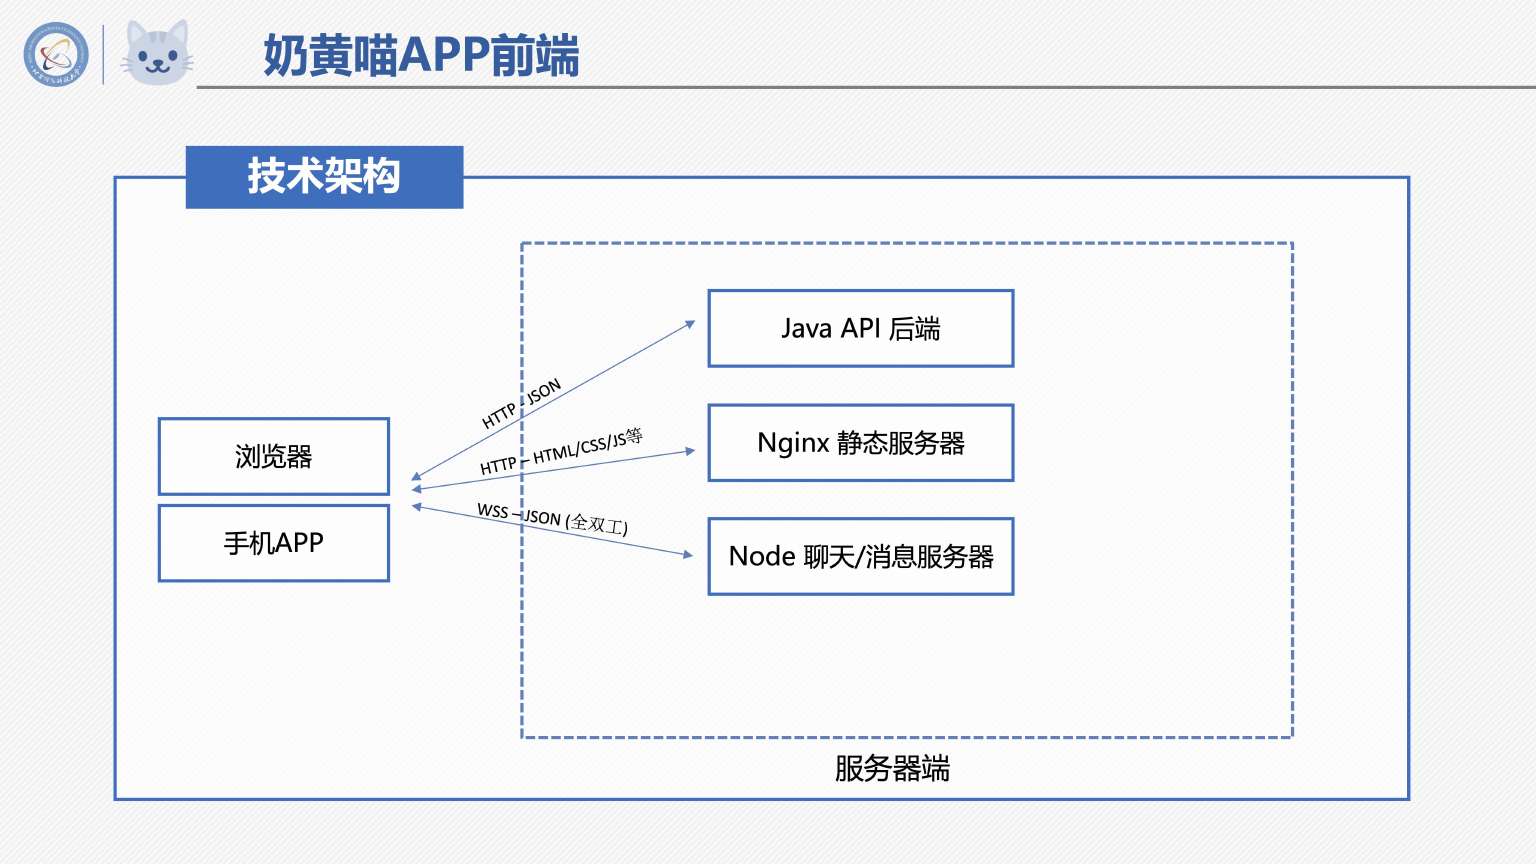 奶黄喵APP前端
技术架构
Java API 后端
HTTP - JSON
浏览器
HTTP – HTML/CSS/JS等
Nginx 静态服务器
手机APP
WSS – JSON (全双工)
Node 聊天/消息服务器
服务器端